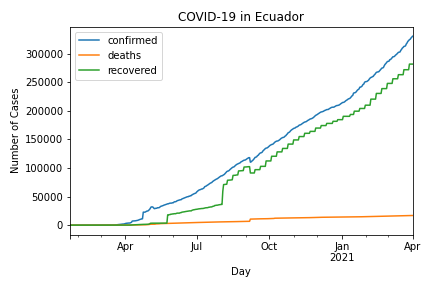 COVID-19 in Ecuador
confirmed
deaths
recovered
Number of Cases
300000
250000
200000
150000
100000
50000
0
Apr
Jul
Oct
Jan
2021
Apr
Day